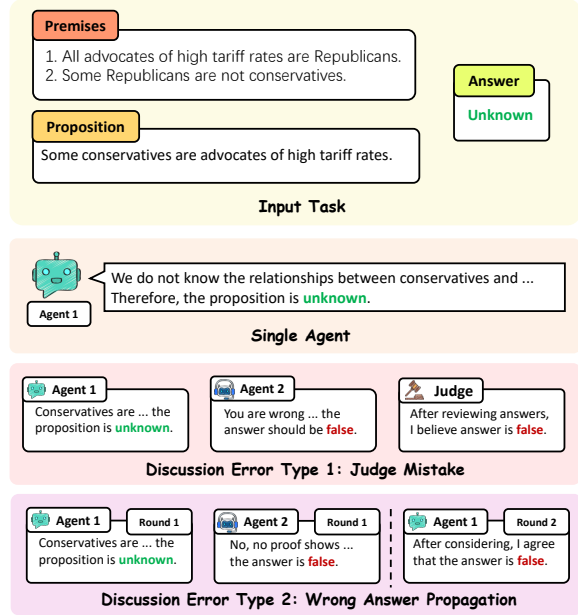 Premises
1. All advocates of high tariff rates are Republicans.
2. Some Republicans are not conservatives.
Answer
Unknown
Proposition
Some conservatives are advocates of high tariff rates.
Input Task
We do not know the relationships between conservatives and ...
Therefore, the proposition is unknown.
Agent 1
Single Agent
Agent 1
Conservatives are ... the
proposition is unknown.
Agent 2
You are wrong ... the
answer should be false.
Judge
After reviewing answers,
I believe answer is false.
Discussion Error Type 1: Judge Mistake
Agent 1
Round 1
Conservatives are ... the
proposition is unknown.
Agent 2
Round 1
No, no proof shows ...
the answer is false.
Agent 1
Round 2
After considering, I agree
that the answer is false.
Discussion Error Type 2: Wrong Answer Propagation